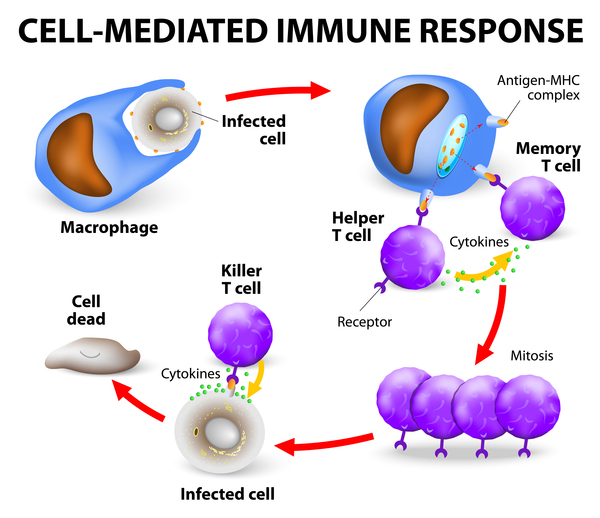 CELL-MEDIATED IMMUNE RESPONSE
Infected
cell
Macrophage
Antigen-MHC
complex
Memory
T cell
Helper
T cell
Cytokines
Receptor
Mitosis
Killer
T cell
Cytokines
Infected cell
Cell
dead